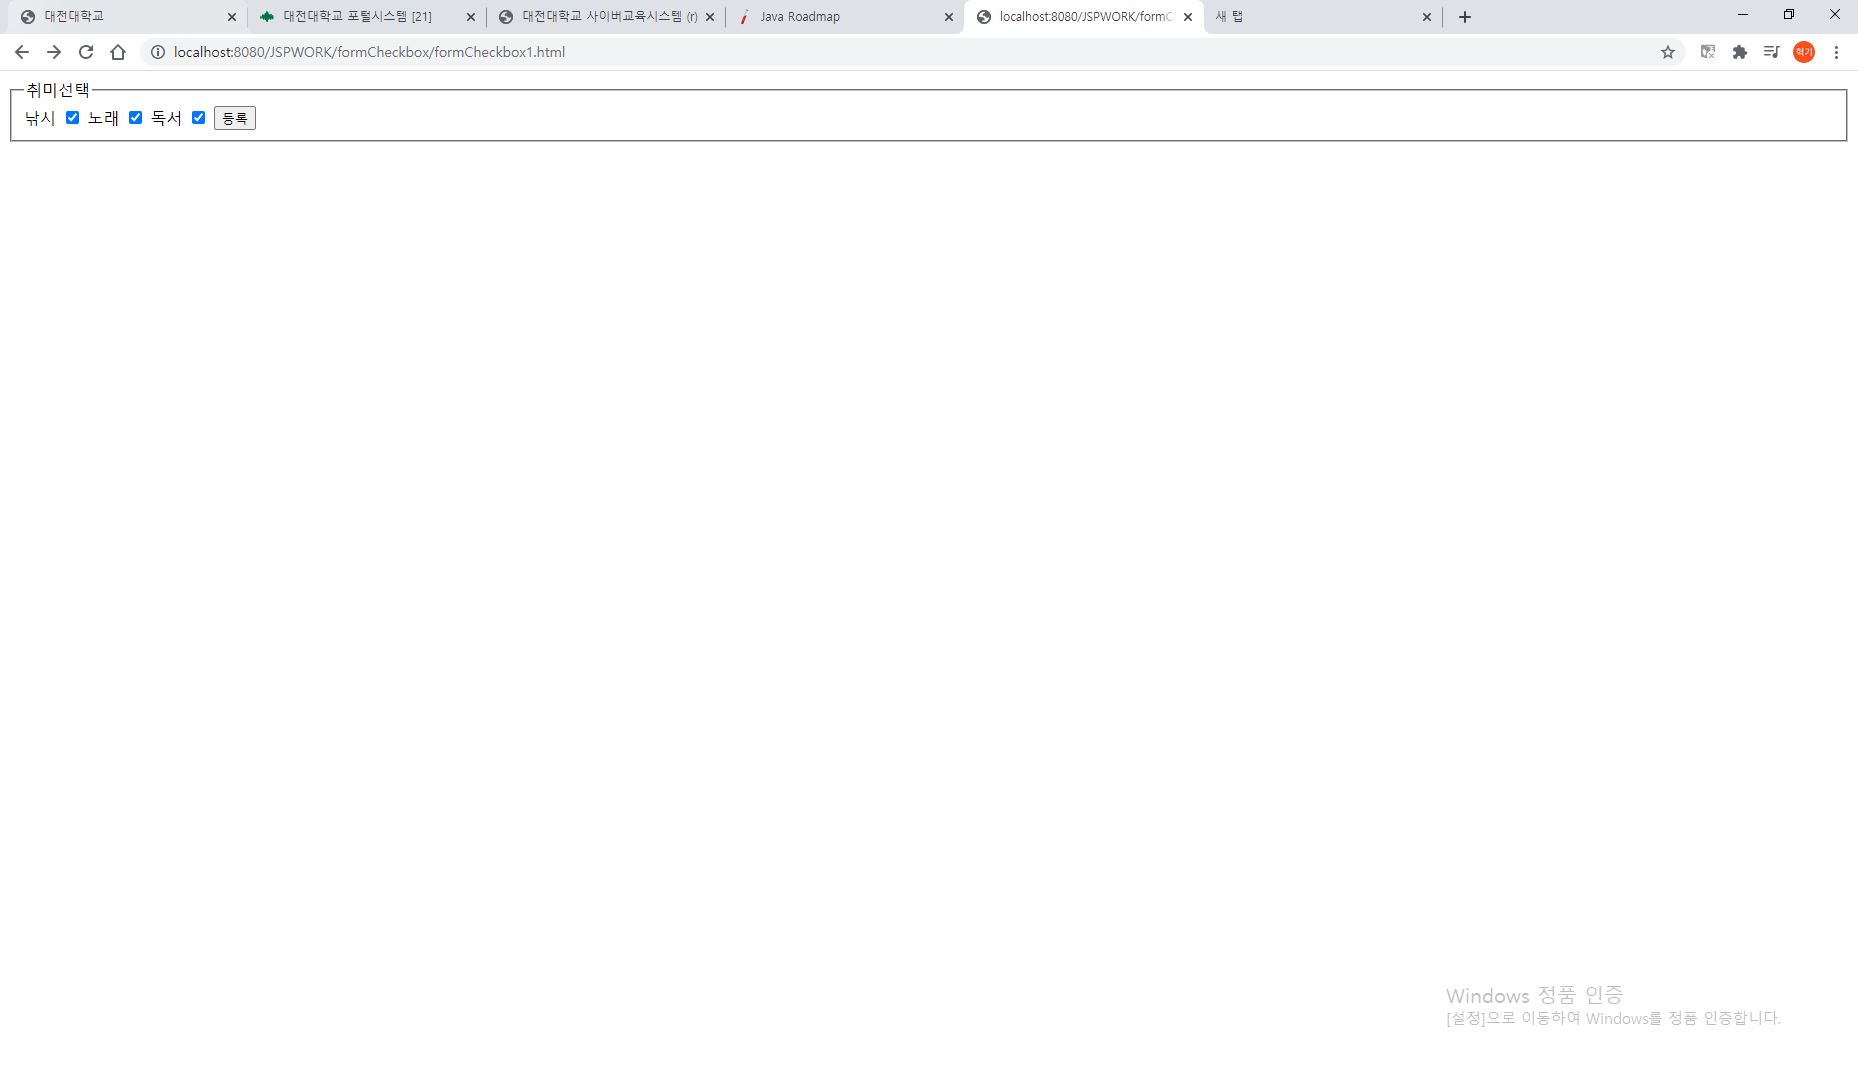 대전대학교
대전대학교 포털시스템 [21]
대전대학교 사이버교육시스템 (r)
Java Roadmap
localhost:8080/JSPWORK/formC
새 탭
localhost:8080/JSPWORK/formCheckbox/formCheckbox1.html
혁기
취미선택
낚시 노래 독서 등록
Windows 정품 인증
[설정]으로 이동하여 Windows를 정품 인증합니다.